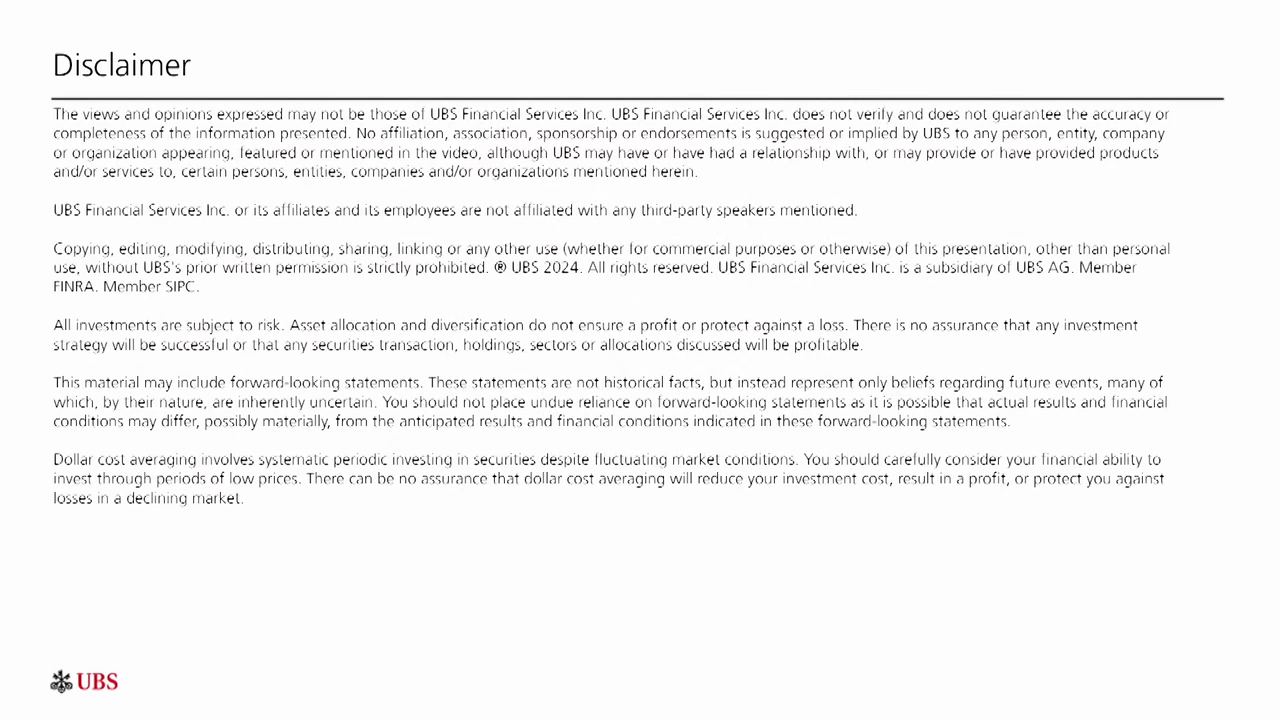 Disclaimer
The views and opinions expressed may not be those of UBS Financial Services Inc. UBS Financial Services Inc. does not verify and does not guarantee the accuracy or
completeness of the information presented. No affiliation, association, sponsorship or endorsements is suggested or implied by UBS to any person, entity, company
or organization appearing, featured or mentioned in the video, although UBS may have or have had a relationship with, or may provide or have provided products
and/or services to, certain persons, entities, companies and/or organizations mentioned herein.
UBS Financial Services Inc. or its affiliates and its employees are not affiliated with any third-party speakers mentioned.
Copying, editing, modifying, distributing, sharing, linking or any other use (whether for commercial purposes or otherwise) of this presentation, other than personal
use, without UBS's prior written permission is strictly prohibited. ® UBS 2024. All rights reserved. UBS Financial Services Inc. is a subsidiary of UBS AG. Member
FINRA. Member SIPC.
All investments are subject to risk. Asset allocation and diversification do not ensure a profit or protect against a loss. There is no assurance that any investment
strategy will be successful or that any securities transaction, holdings, sectors or allocations discussed will be profitable.
This material may include forward-looking statements. These statements are not historical facts, but instead represent only beliefs regarding future events, many of
which, by their nature, are inherently uncertain. You should not place undue reliance on forward-looking statements as it is possible that actual results and financial
conditions may differ, possibly materially, from the anticipated results and financial conditions indicated in these forward-looking statements.
Dollar cost averaging involves systematic periodic investing in securities despite fluctuating market conditions. You should carefully consider your financial ability to
invest through periods of low prices. There can be no assurance that dollar cost averaging will reduce your investment cost, result in a profit, or protect you against
losses in a declining market.
UBS